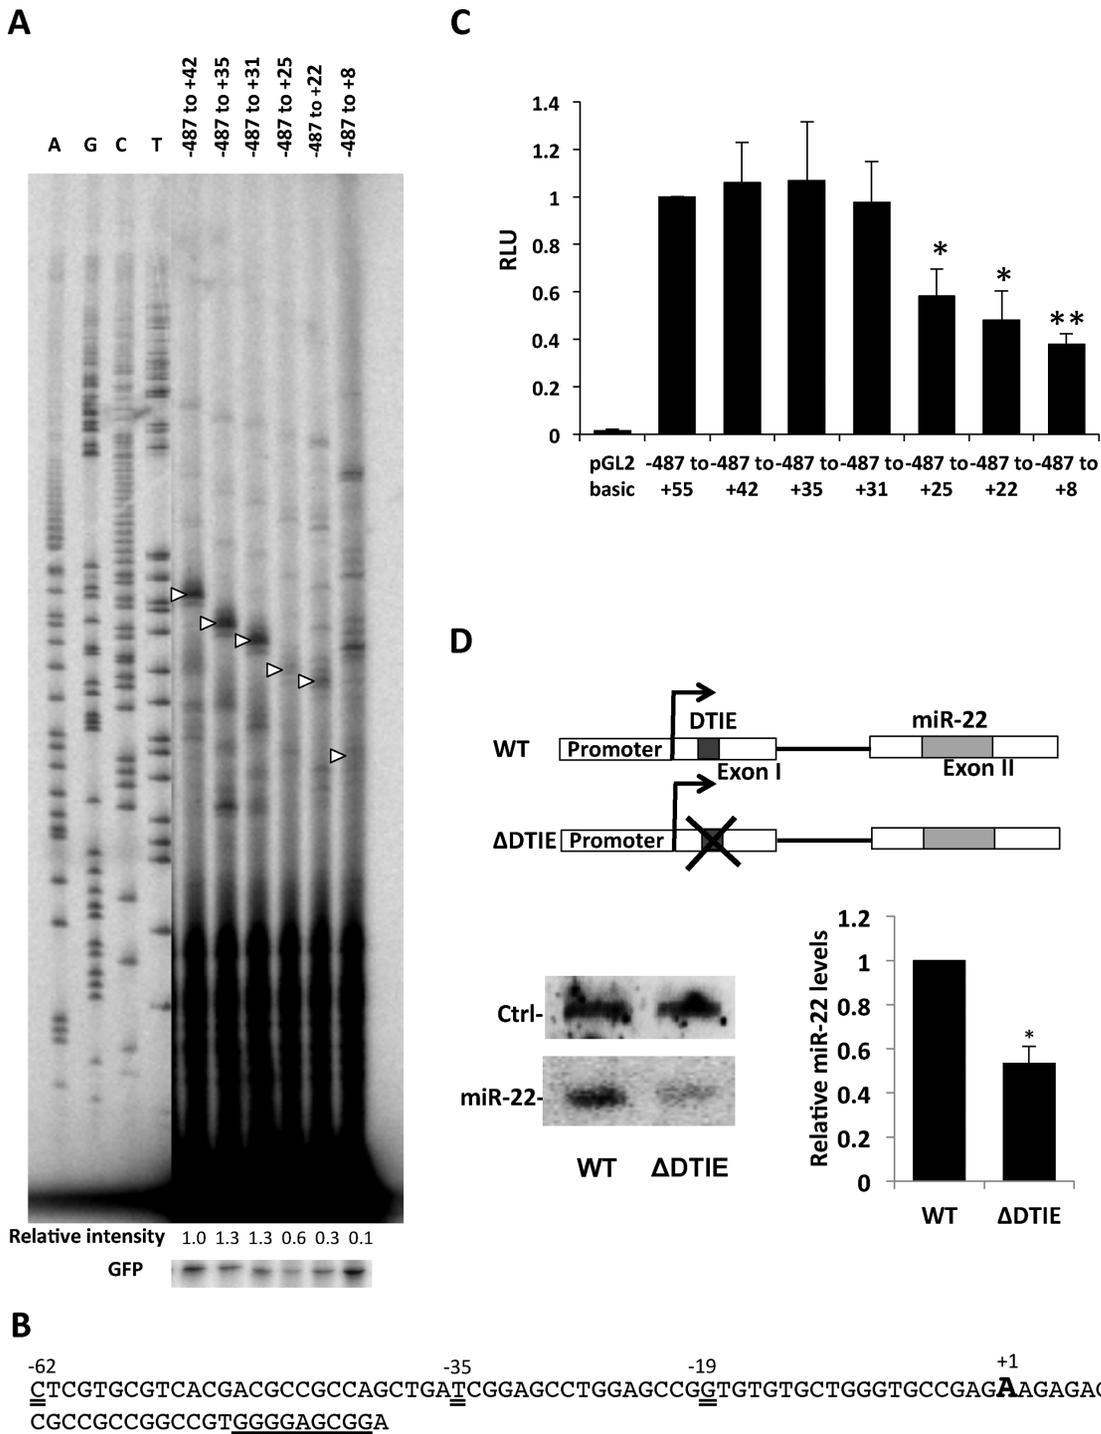 A
-487 to +42
-487 to +35
-487 to +31
-487 to +25
-487 to +22
-487 to +8
A G C T
Relative intensity 1.0 1.3 1.3 0.6 0.3 0.1
GFP
C
RLU
1.4
1.2
1
0.8
0.6
0.4
0.2
0
*
*
**
pGL2 -487 to -487 to -487 to -487 to -487 to -487 to -487 to
basic +55 +42 +35 +31 +25 +22 +8
D
WT Promoter DTIE Exon I miR-22 Exon II
ΔDTIE Promoter
Ctrl-
miR-22-
WT ΔDTIE
Relative miR-22 levels
1.2
1
0.8
0.6
0.4
0.2
0
*
WT ΔDTIE
B
-62 -35 -19 +1
CTCGTGCGTCACGACGCCGCCAGCTGATCGGAGCCTGGAGCCGGTGTGTGCTGGGTGCCGAGAAGAGAG
CGCCGCCGGCCGTGGGGAGCGGA